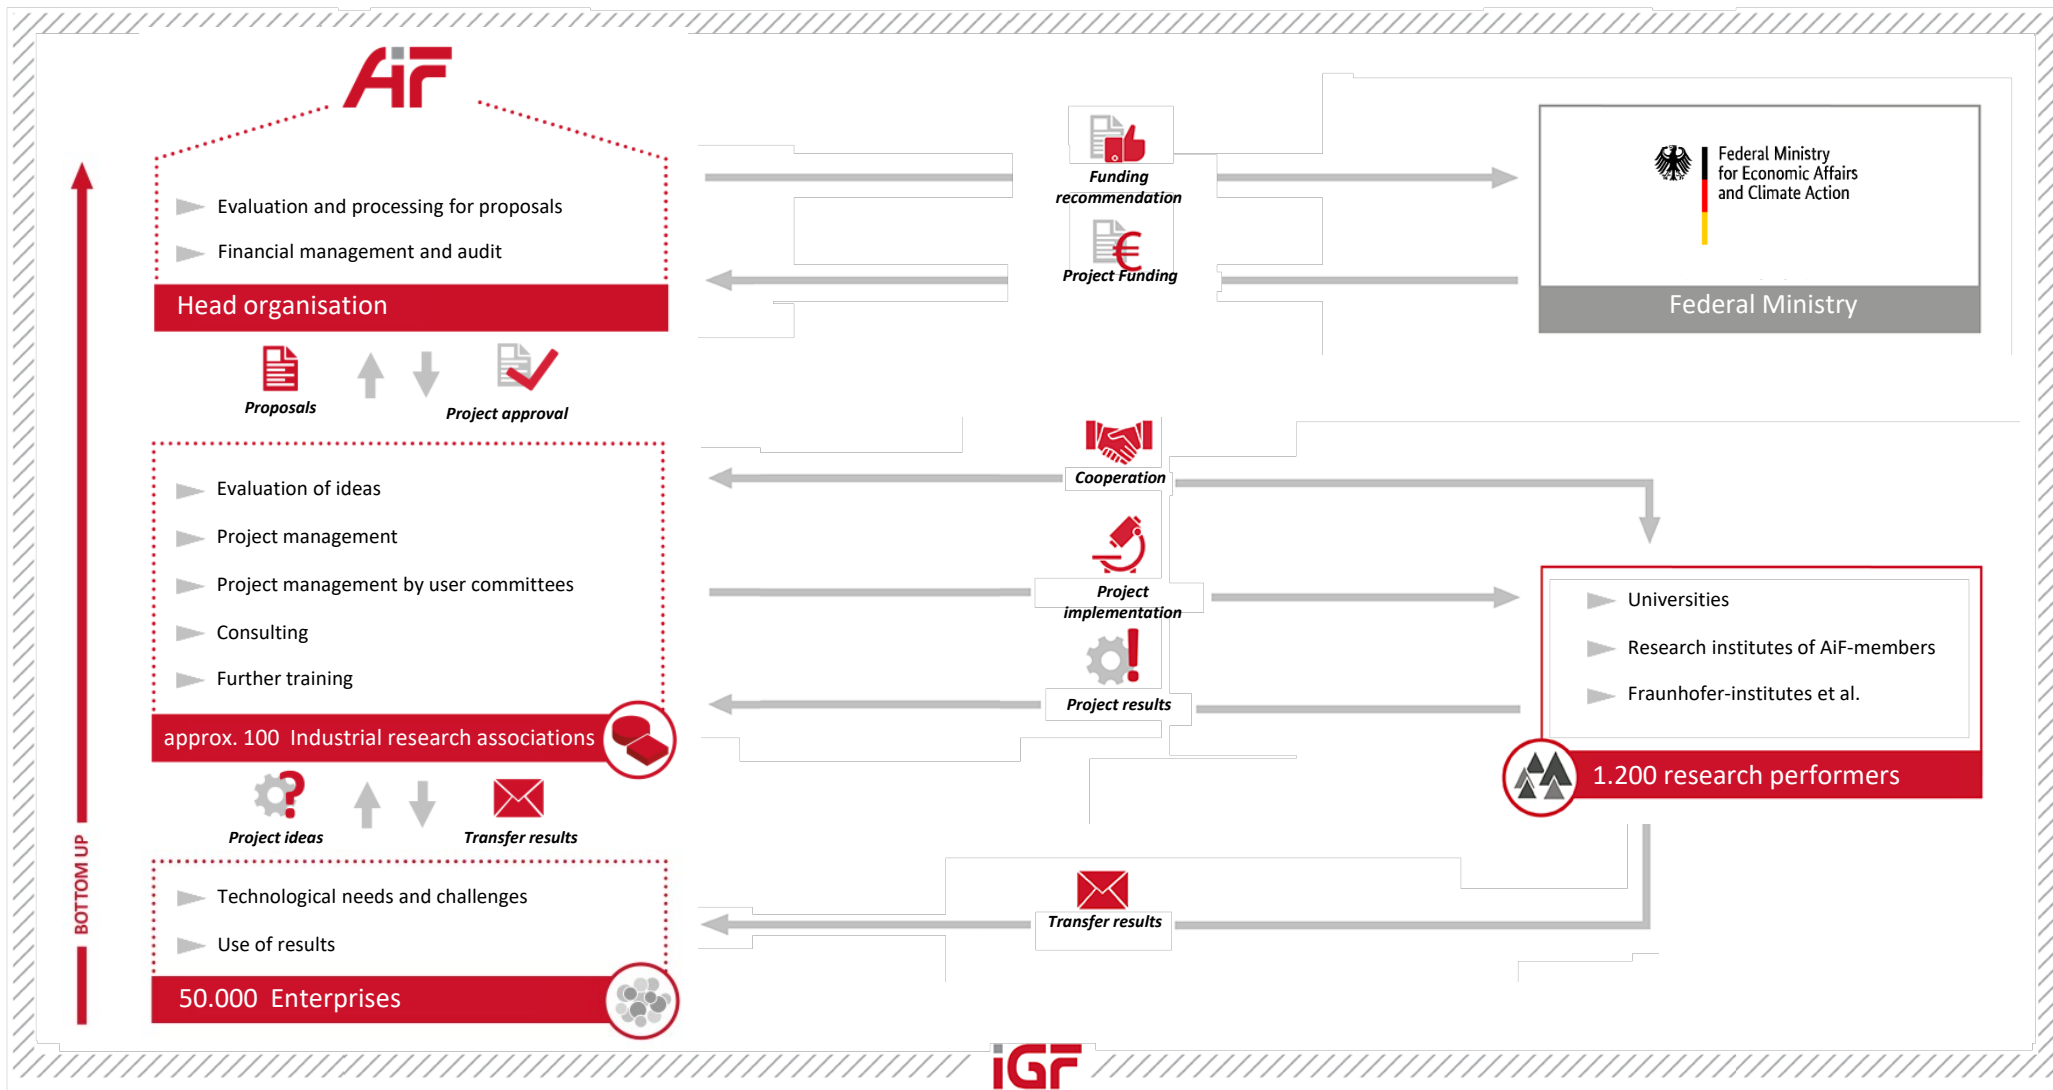 AiF
Evaluation and processing for proposals
Financial management and audit
Head organisation
Funding
recommendation
Project Funding
Federal Ministry
for Economic Affairs
and Climate Action
Federal Ministry
Proposals
Project approval
Evaluation of ideas
Project management
Project management by user committees
Consulting
Further training
approx. 100 Industrial research associations
Cooperation
Project
implementation
Project results
Universities
Research institutes of AiF-members
Fraunhofer-institutes et al.
1.200 research performers
Project ideas
Transfer results
BOTTOM UP
Technological needs and challenges
Use of results
50.000 Enterprises
Transfer results
iGF